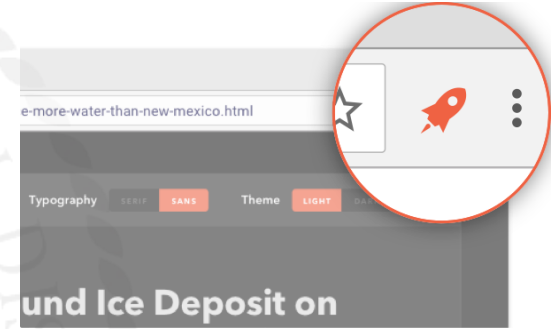 e-more-water-than-new-mexico.html
Typography SERIF SANS Theme LIGHT
und Ice Deposit on